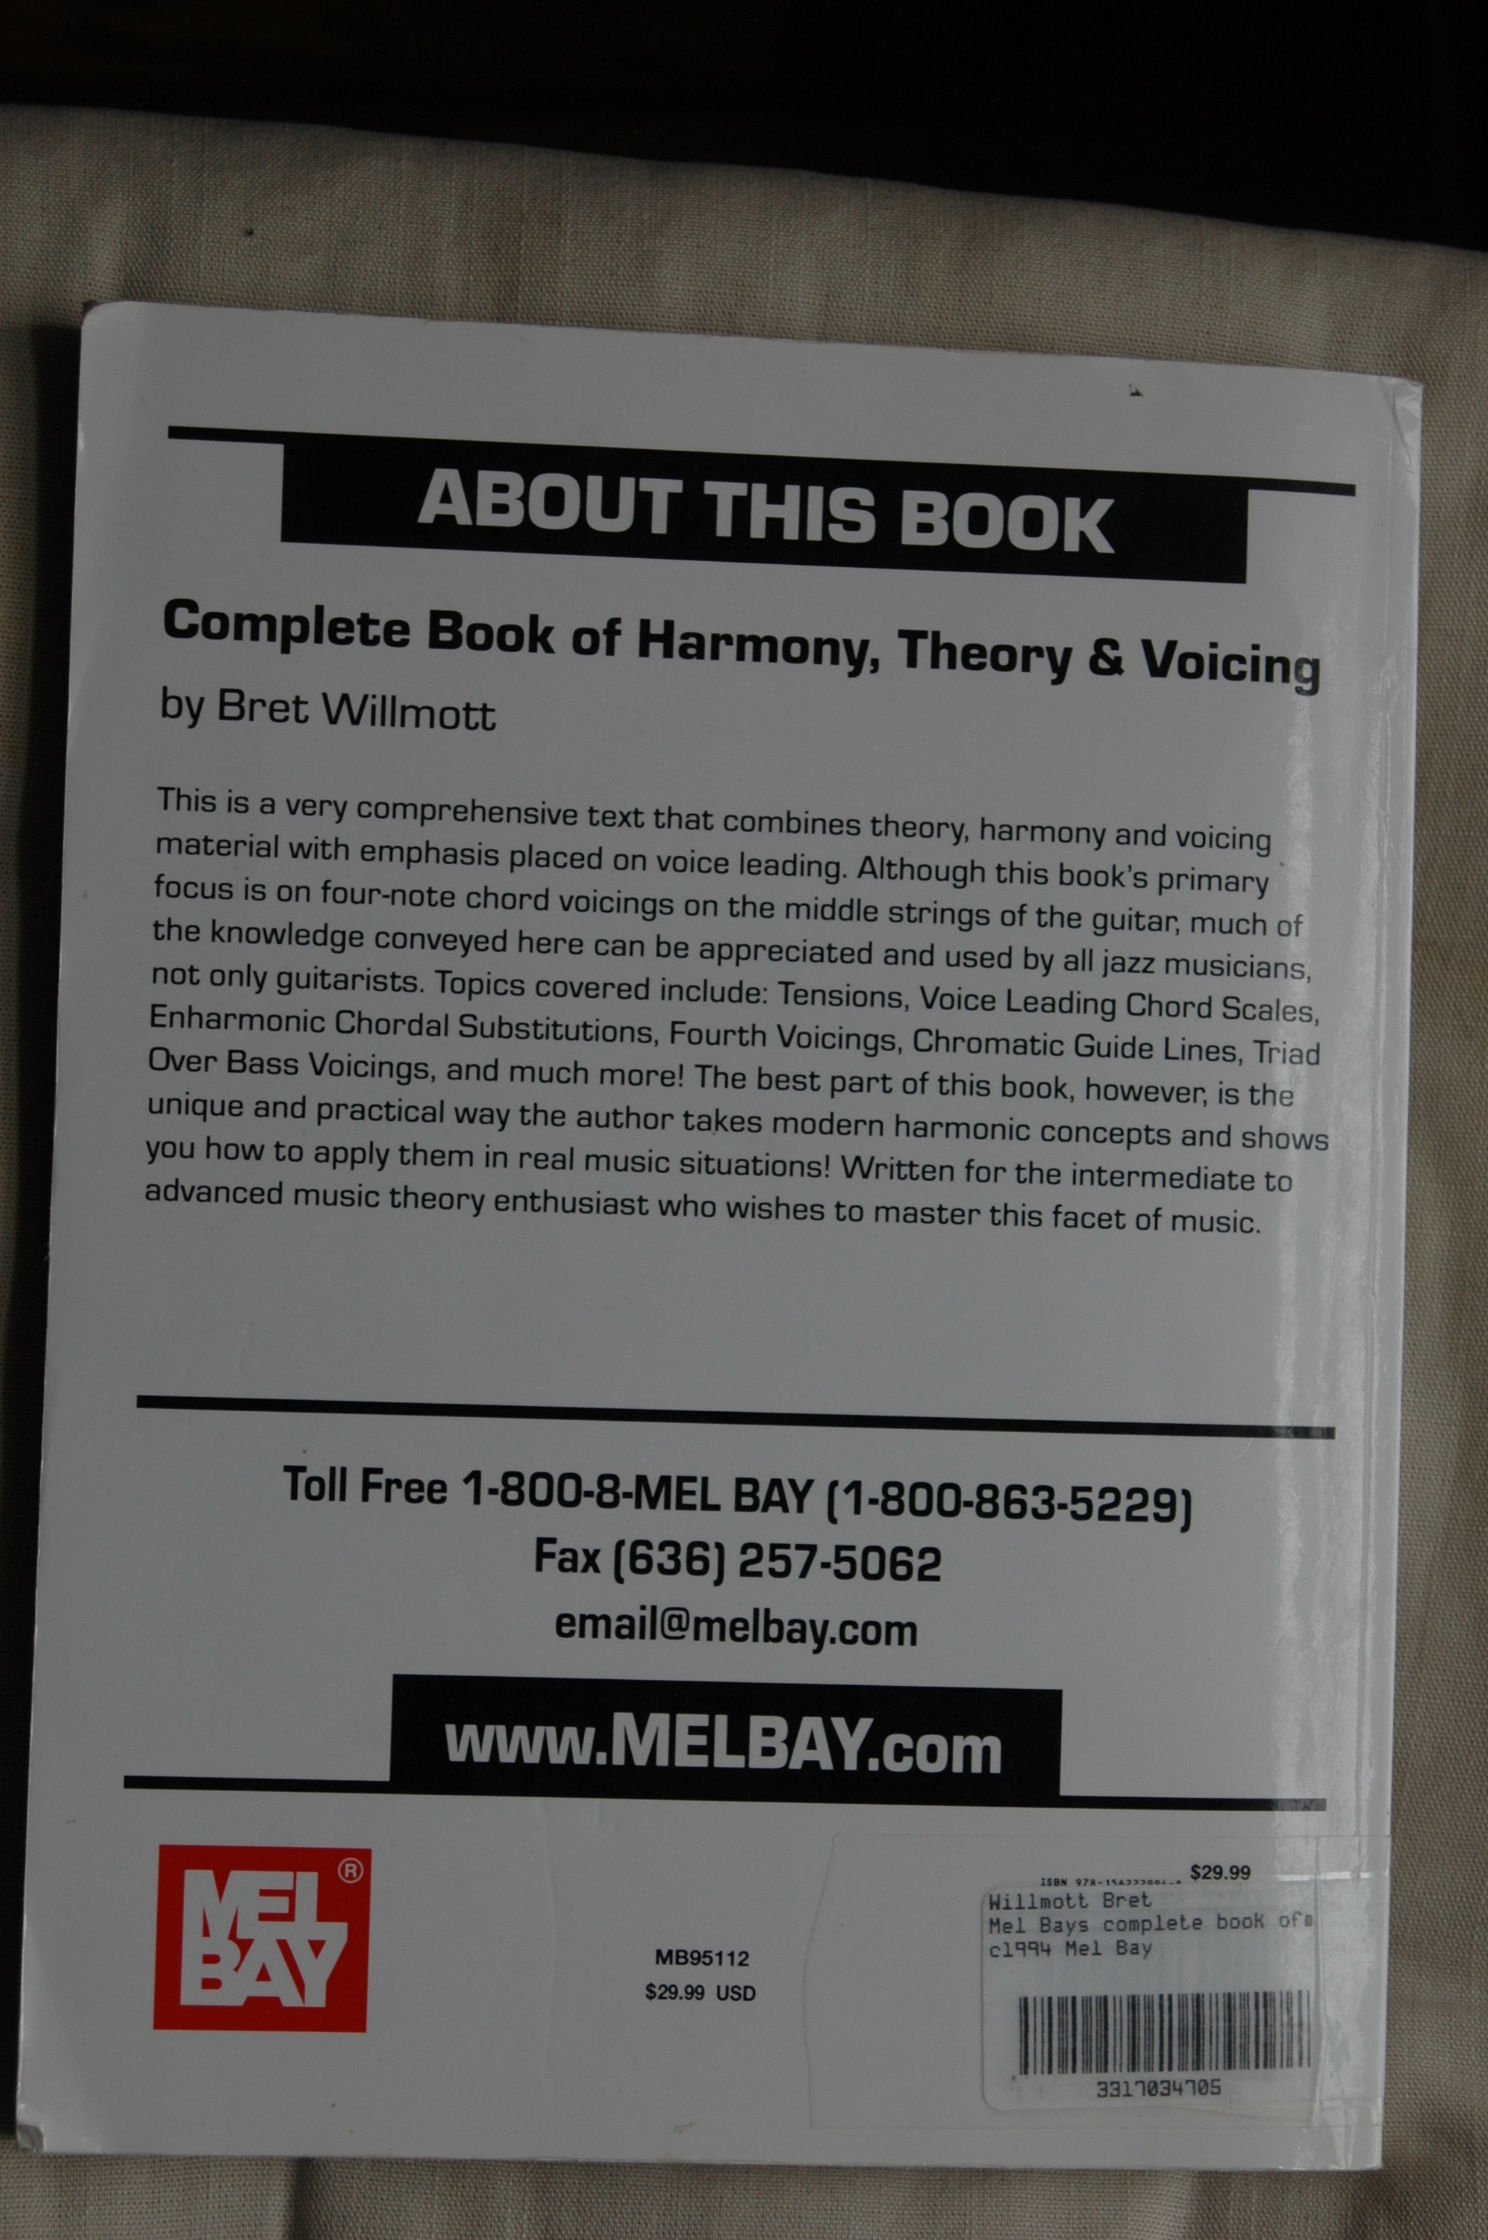 ABOUT THIS BOOK
Complete Book of Harmony, Theory & Voicing
by Bret Willmott
This is a very comprehensive text that combines theory, harmony and voicing
material with emphasis placed on voice leading. Although this book's primary
focus is on four-note chord voicings on the middle strings of the guitar, much of
the knowledge conveyed here can be appreciated and used by all jazz musicians,
not only guitarists. Topics covered include: Tensions, Voice Leading Chord Scales,
Enharmonic Chordal Substitutions, Fourth Voicings, Chromatic Guide Lines, Triad
Over Bass Voicings, and much more! The best part of this book, however, is the
unique and practical way the author takes modern harmonic concepts and shows
you how to apply them in real music situations! Written for the intermediate to
advanced music theory enthusiast who wishes to master this facet of music.
Toll Free 1-800-8-MEL BAY (1-800-863-5229)
Fax (636) 257-5062
email@melbay.com
www.MELBAY.com
MEL ®
BAY
MB95112
$29.99 USD
ISBN $29.99
Willmott Bret
Mel Bays complete book of
c1994 Mel Bay
3317034705